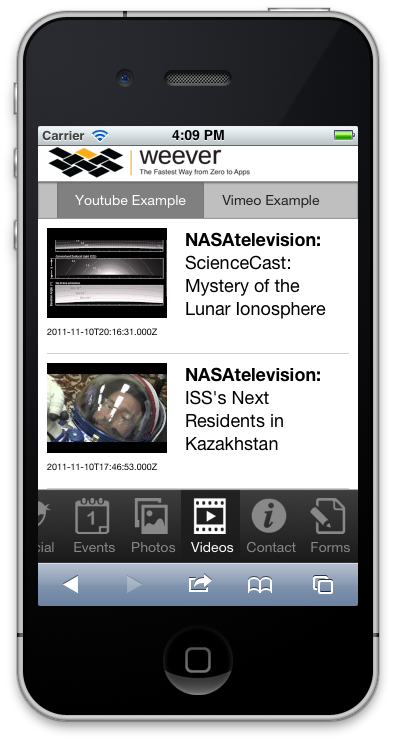 Carrier 4:09 PM
weever
The Fastest Way from Zero to Apps
Youtube Example Vimeo Example
NASAtelevision:
ScienceCast:
Mystery of the
Lunar Ionosphere
2011-11-10T20:16:31.000Z
NASAtelevision:
ISS's Next
Residents in
Kazakhstan
2011-11-10T17:46:53.000Z
1
cial Events Photos Videos Contact Forms